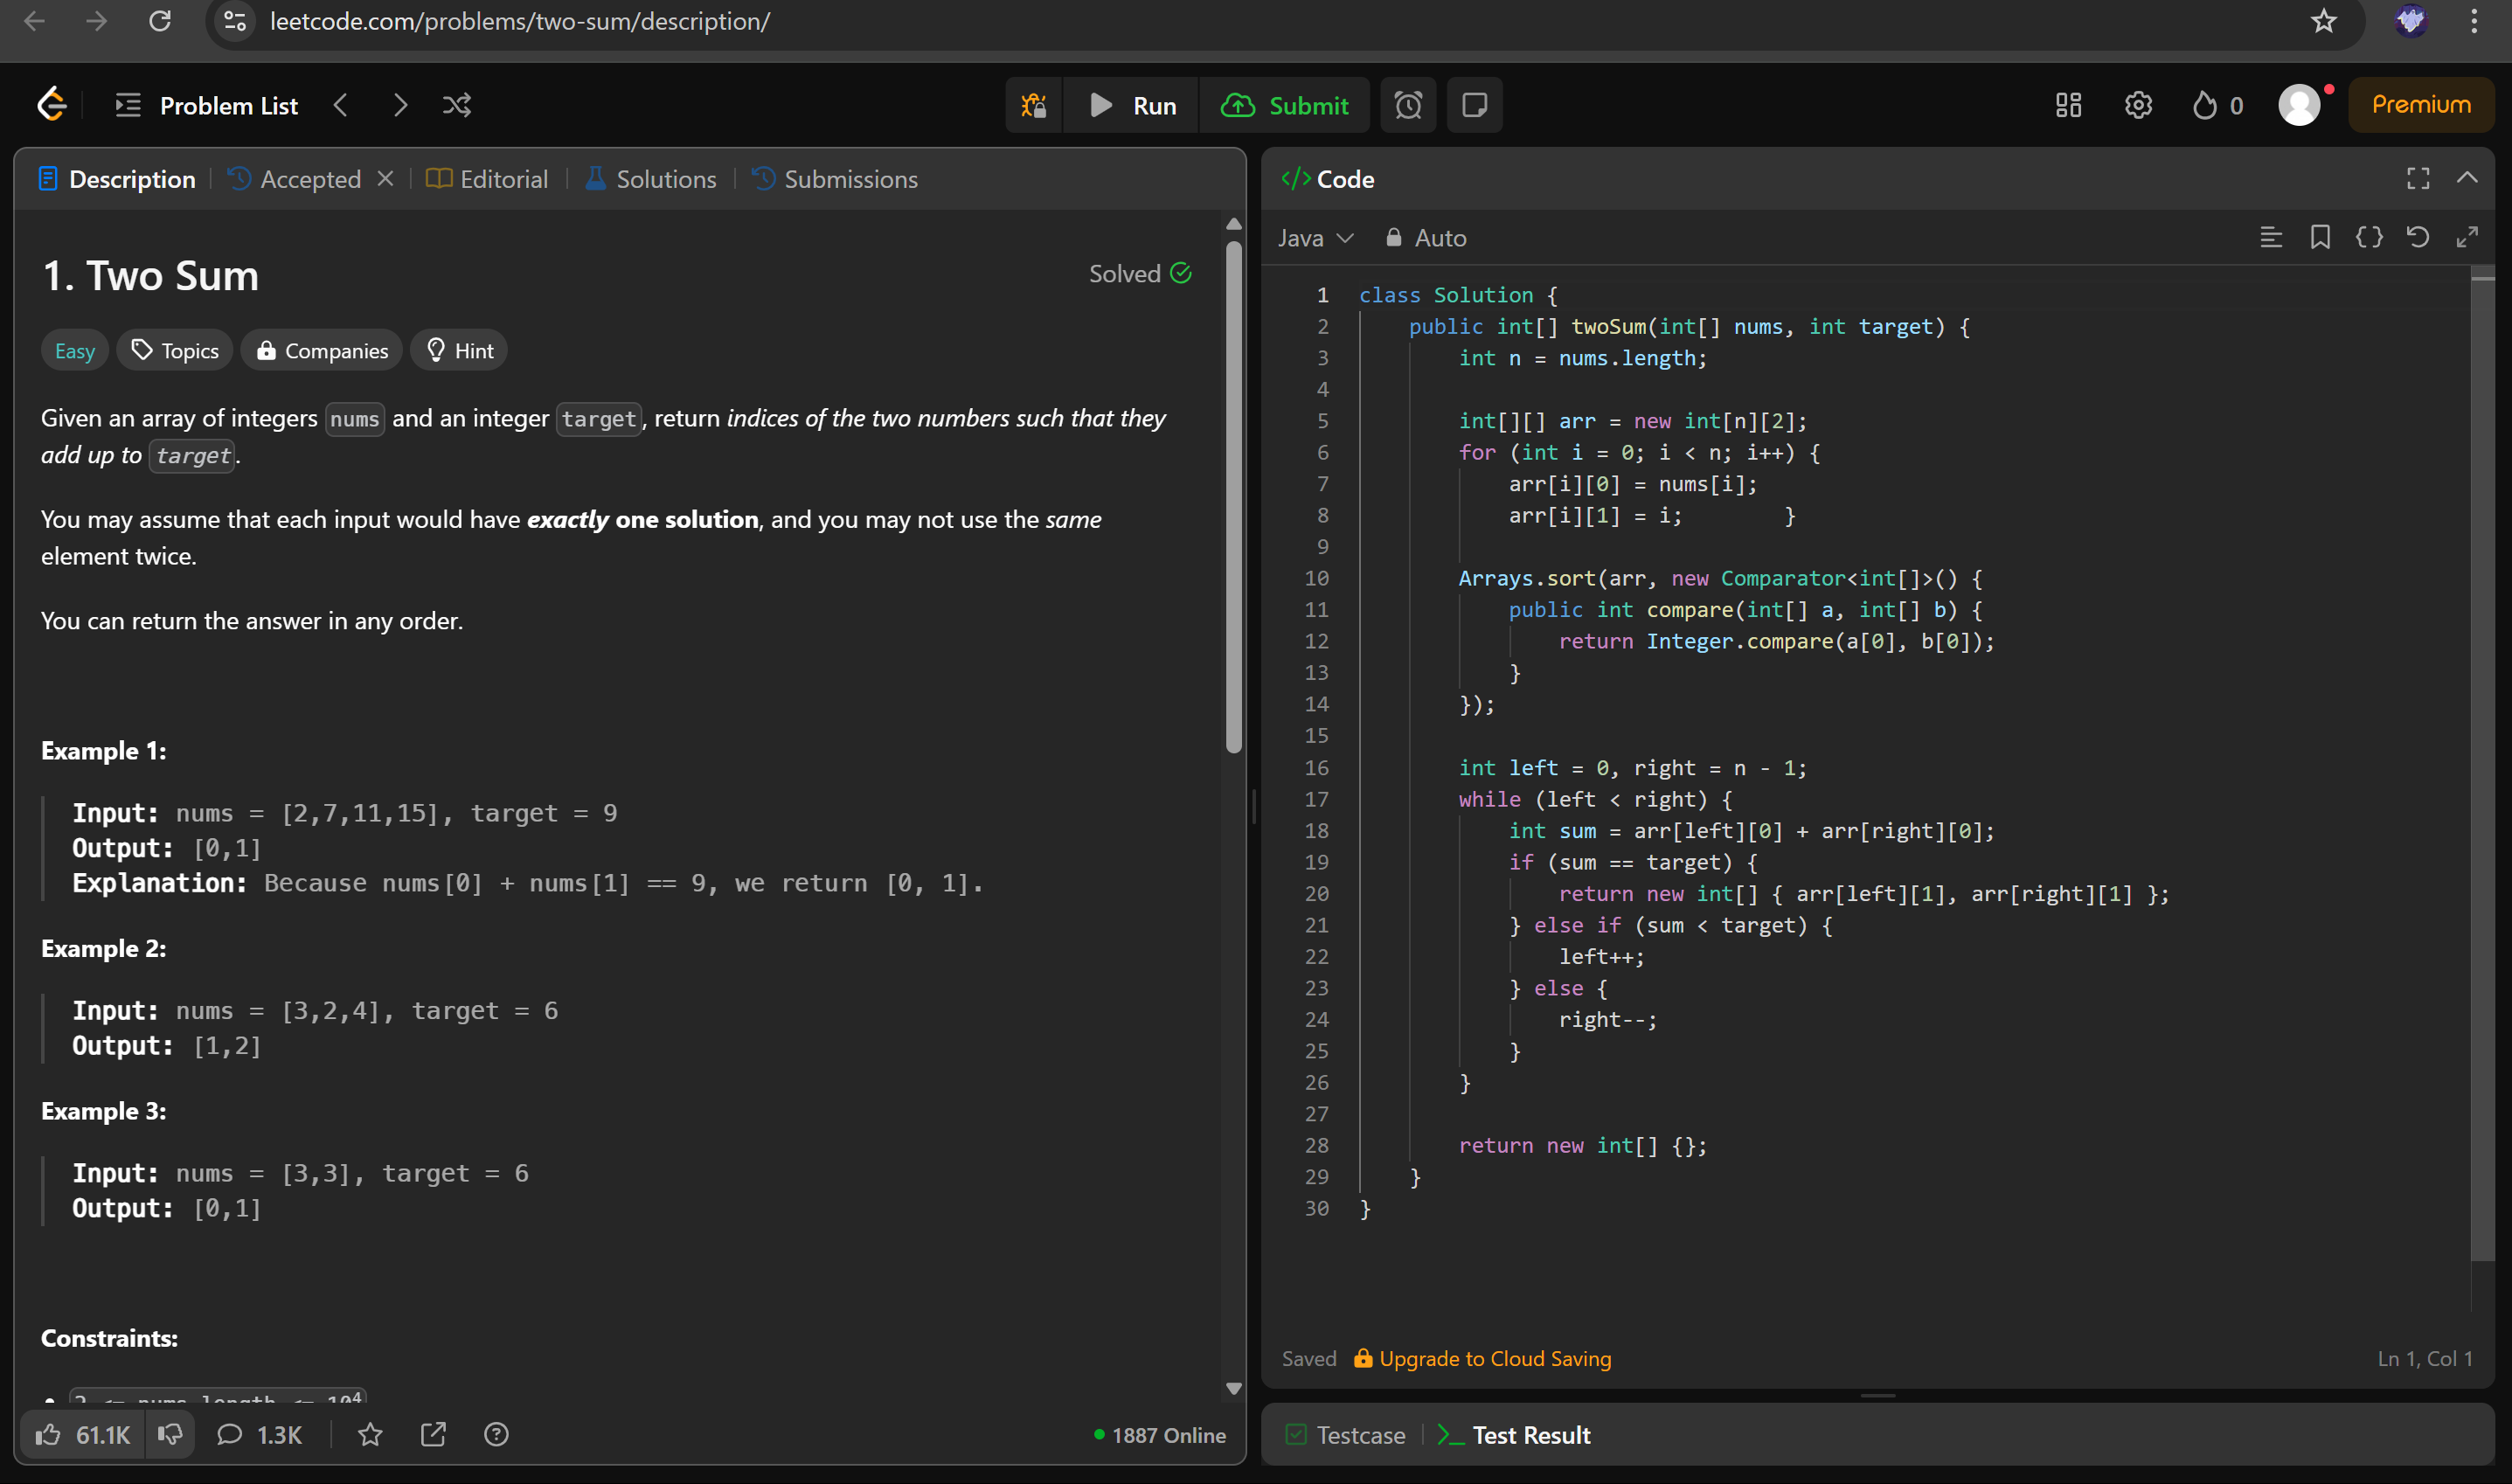 leetcode.com/problems/two-sum/description/
Problem List
Run
Submit
0
Premium
Description
Accepted
Editorial
Solutions
Submissions
1. Two Sum
Solved
Easy
Topics
Companies
Hint
Given an array of integers nums and an integer target, return indices of the two numbers such that they
add up to target.
You may assume that each input would have exactly one solution, and you may not use the same
element twice.
You can return the answer in any order.
Example 1:
Input: nums = [2,7,11,15], target = 9
Output: [0,1]
Explanation: Because nums[0] + nums[1] == 9, we return [0, 1].
Example 2:
Input: nums = [3,2,4], target = 6
Output: [1,2]
Example 3:
Input: nums = [3,3], target = 6
Output: [0,1]
Constraints:
2 <= nums.length <= 10⁴
61.1K
1.3K
1887 Online
</> Code
Java
Auto
1 class Solution {
2     public int[] twoSum(int[] nums, int target) {
3         int n = nums.length;
4
5         int[][] arr = new int[n][2];
6         for (int i = 0; i < n; i++) {
7             arr[i][0] = nums[i];
8             arr[i][1] = i;        }
9
10         Arrays.sort(arr, new Comparator<int[]>() {
11             public int compare(int[] a, int[] b) {
12                 return Integer.compare(a[0], b[0]);
13             }
14         });
15
16         int left = 0, right = n - 1;
17         while (left < right) {
18             int sum = arr[left][0] + arr[right][0];
19             if (sum == target) {
20                 return new int[] { arr[left][1], arr[right][1] };
21             } else if (sum < target) {
22                 left++;
23             } else {
24                 right--;
25             }
26         }
27
28         return new int[] {};
29     }
30 }
Saved
Upgrade to Cloud Saving
Ln 1, Col 1
Testcase
Test Result